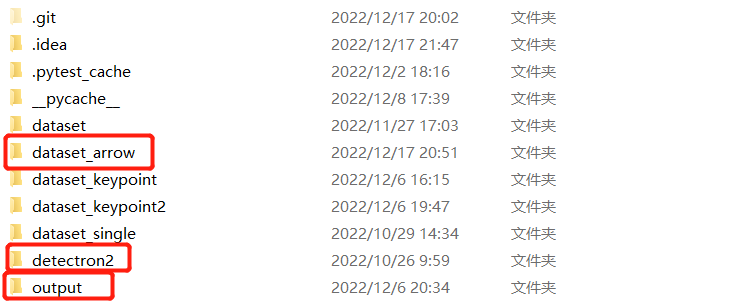 .git 2022/12/17 20:02 文件夹
.idea 2022/12/17 21:47 文件夹
.pytest_cache 2022/12/2 18:16 文件夹
__pycache__ 2022/12/8 17:39 文件夹
dataset 2022/11/27 17:03 文件夹
dataset_arrow 2022/12/17 20:51 文件夹
dataset_keypoint 2022/12/6 16:15 文件夹
dataset_keypoint2 2022/12/6 19:47 文件夹
dataset_single 2022/10/29 14:34 文件夹
detectron2 2022/10/26 9:59 文件夹
output 2022/12/6 20:34 文件夹